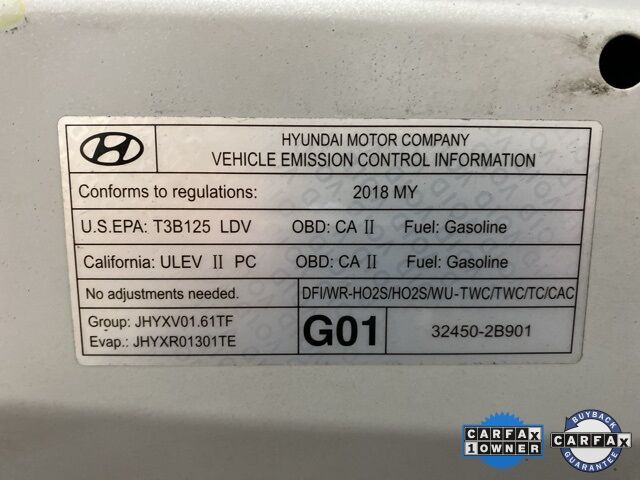 HYUNDAI MOTOR COMPANY
VEHICLE EMISSION CONTROL INFORMATION
Conforms to regulations: 2018 MY
U.S.EPA: T3B125 LDV OBD: CA II Fuel: Gasoline
California: ULEV II PC OBD: CA II Fuel: Gasoline
No adjustments needed. DFI/WR-HO2S/HO2S/WU-TWC/TWC/TC/CAC
Group: JHYXV01.61TF
Evap.: JHYXR01301TE
G01
32450-2B901
CARFAX
1 OWNER
BUYBACK
CARFAX
GUARANTEE